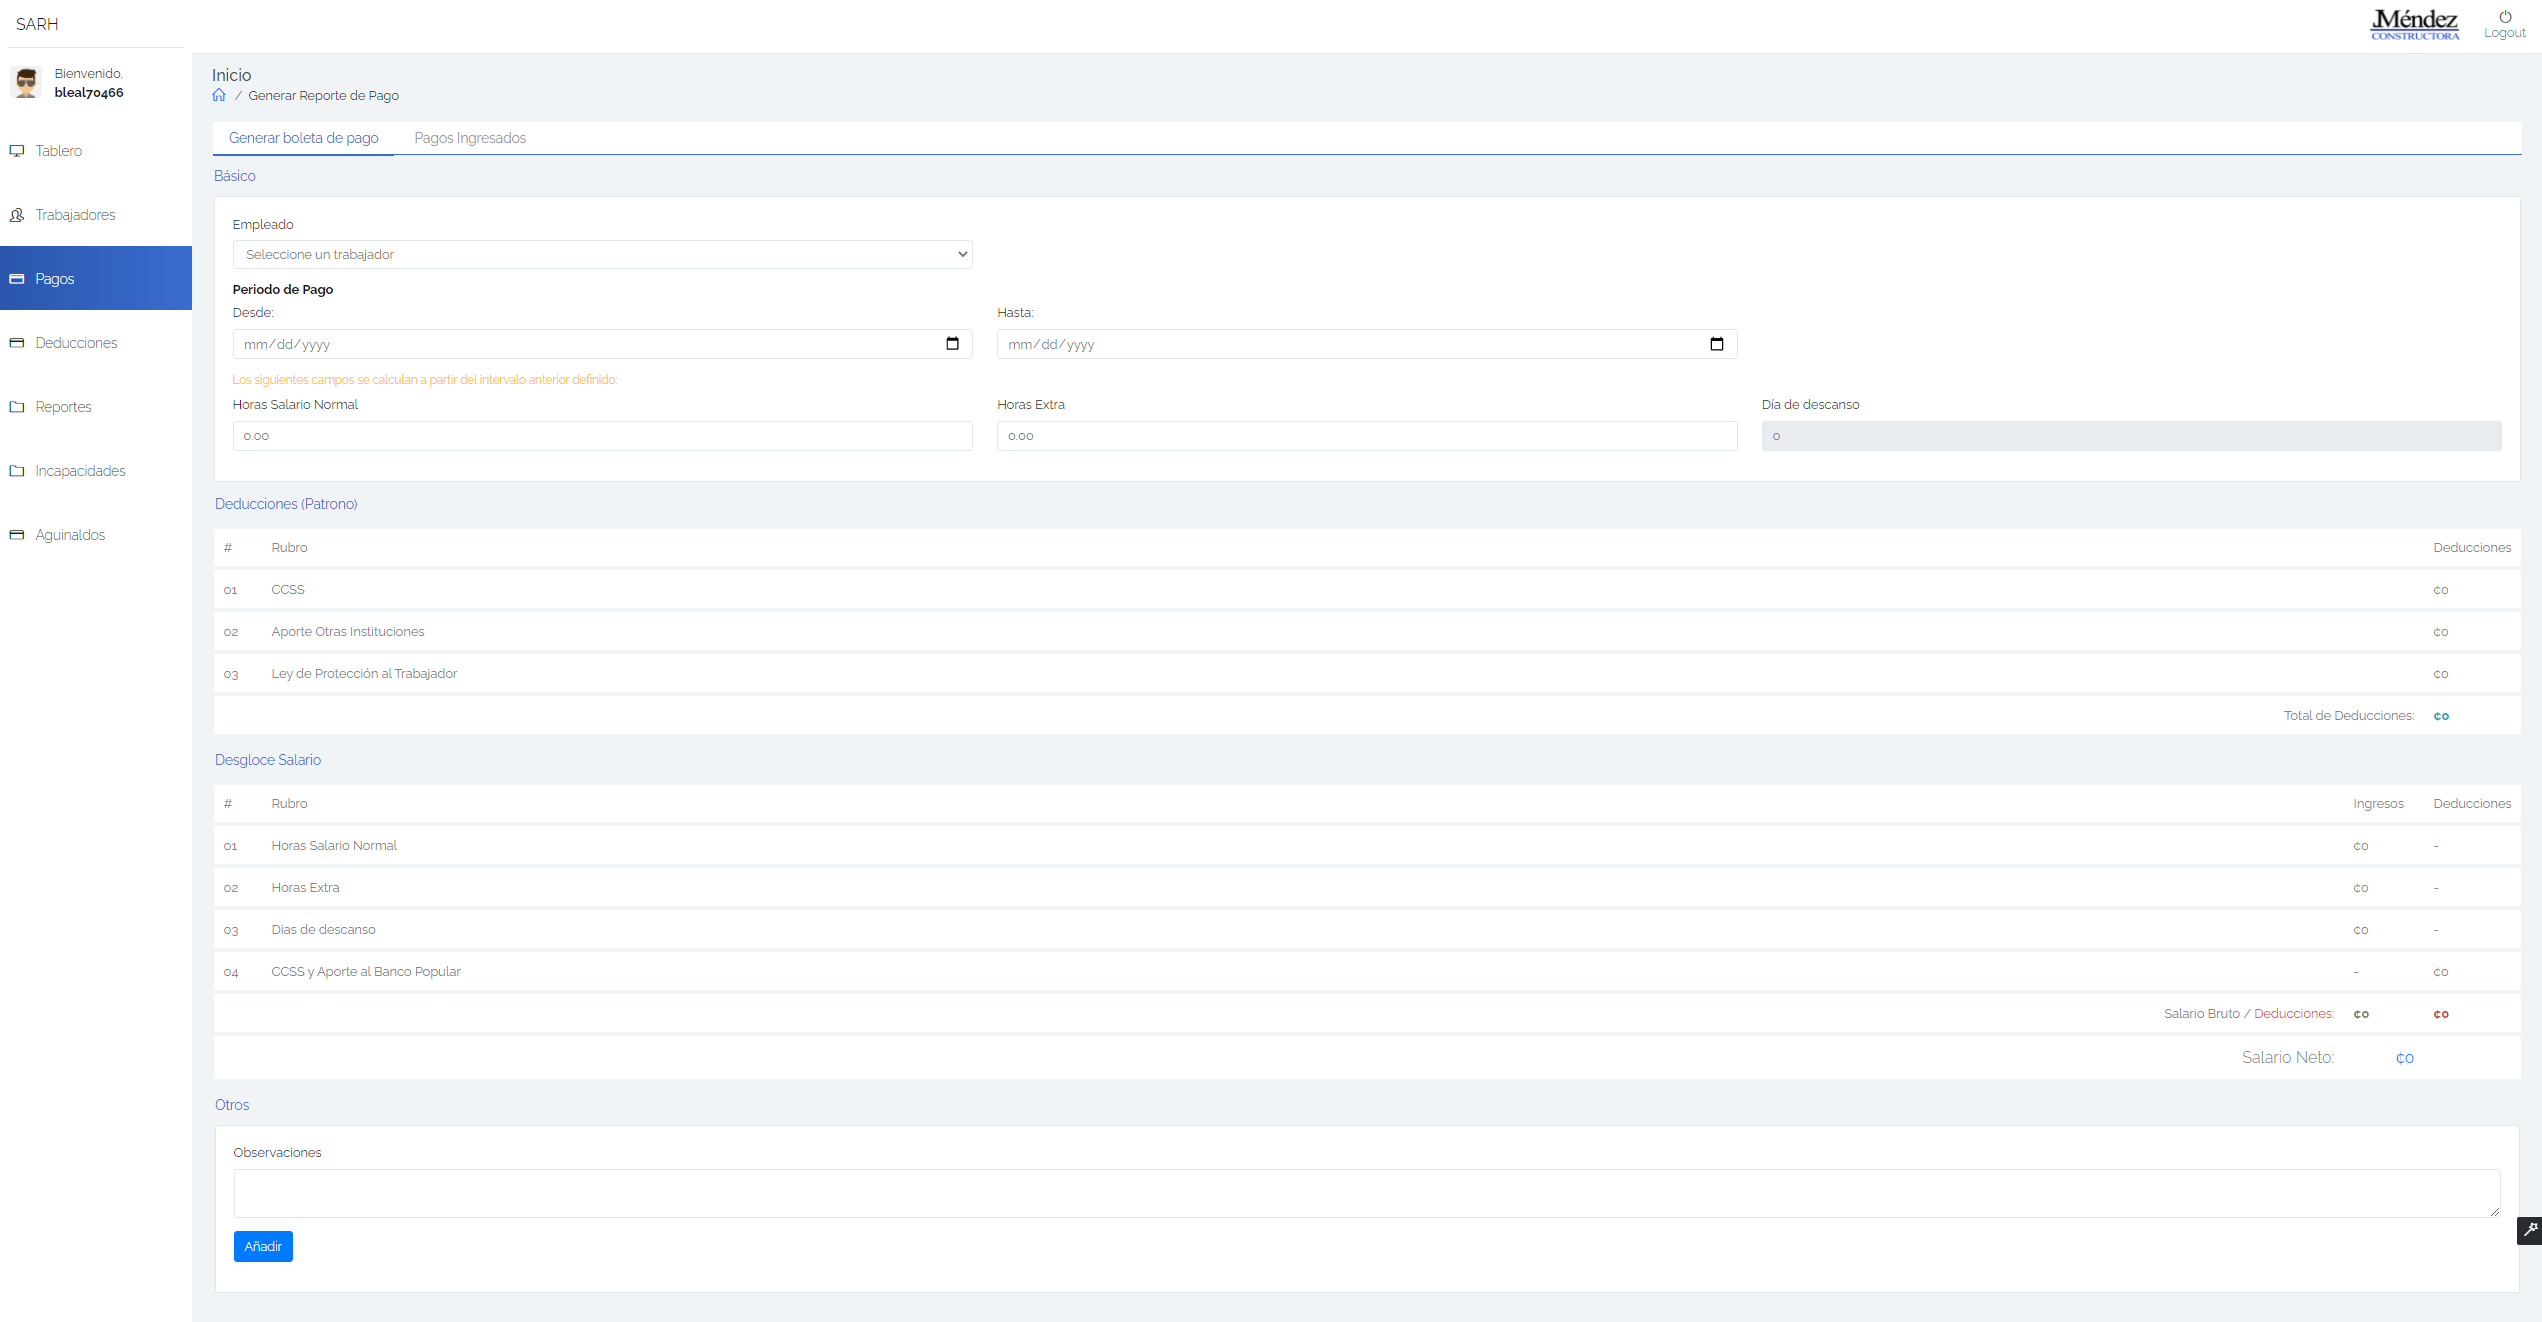 SARH
JMéndez
CONSTRUCTORA
Logout
Bienvenido,
bleal70466
Tablero
Trabajadores
Pagos
Deducciones
Reportes
Incapacidades
Aguinaldos
Inicio
/ Generar Reporte de Pago
Generar boleta de pago Pagos Ingresados
Básico
Empleado
Seleccione un trabajador
Periodo de Pago
Desde: Hasta:
mm/dd/yyyy mm/dd/yyyy
Los siguientes campos se calculan a partir del intervalo anterior definido:
Horas Salario Normal Horas Extra Día de descanso
0.00 0.00 0
Deducciones (Patrono)
# Rubro Deducciones
01 CCSS ¢0
02 Aporte Otras Instituciones ¢0
03 Ley de Protección al Trabajador ¢0
Total de Deducciones: ¢0
Desgloce Salario
# Rubro Ingresos Deducciones
01 Horas Salario Normal ¢0 -
02 Horas Extra ¢0 -
03 Dias de descanso ¢0 -
04 CCSS y Aporte al Banco Popular - ¢0
Salario Bruto / Deducciones: ¢0 ¢0
Salario Neto: ¢0
Otros
Observaciones
Añadir